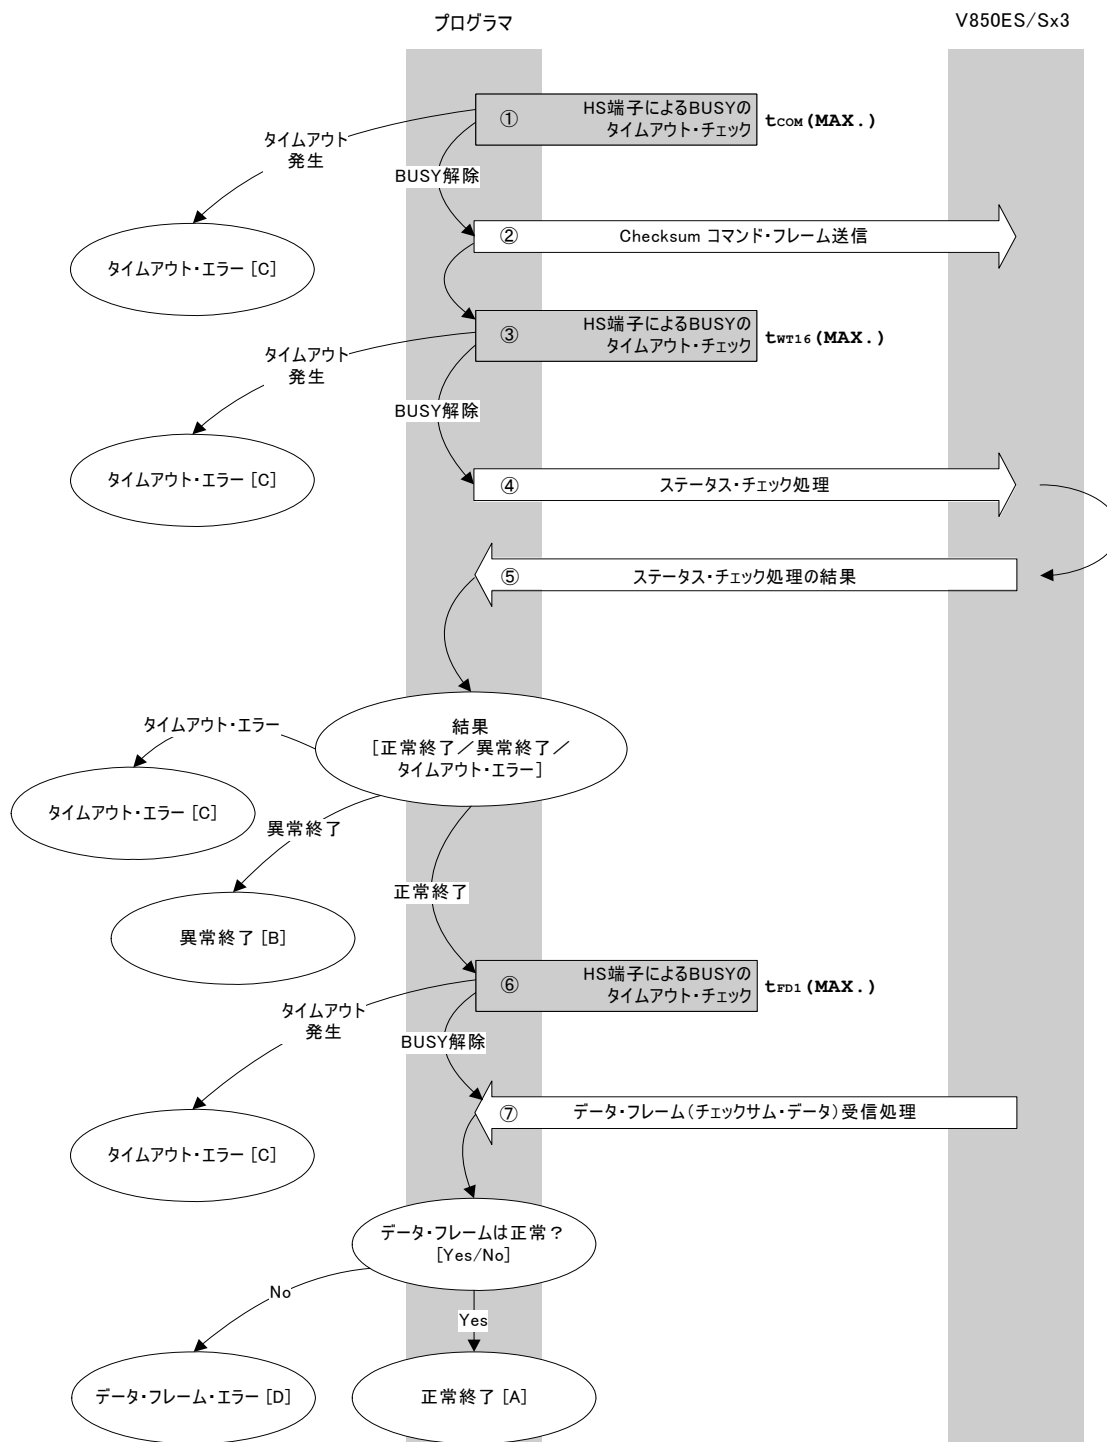 プログラマ
V850ES/Sx3
① HS端子によるBUSYの
タイムアウト・チェック
tCOM(MAX.)
タイムアウト
発生
BUSY解除
② Checksum コマンド・フレーム送信
タイムアウト・エラー [C]
③ HS端子によるBUSYの
タイムアウト・チェック
tWT16(MAX.)
タイムアウト
発生
BUSY解除
タイムアウト・エラー [C]
④ ステータス・チェック処理
⑤ ステータス・チェック処理の結果
結果
[正常終了／異常終了／
タイムアウト・エラー]
タイムアウト・エラー
タイムアウト・エラー [C]
異常終了
正常終了
異常終了 [B]
⑥ HS端子によるBUSYの
タイムアウト・チェック
tFD1(MAX.)
タイムアウト
発生
BUSY解除
⑦ データ・フレーム（チェックサム・データ）受信処理
タイムアウト・エラー [C]
データ・フレームは正常？
[Yes/No]
No
Yes
データ・フレーム・エラー [D]
正常終了 [A]